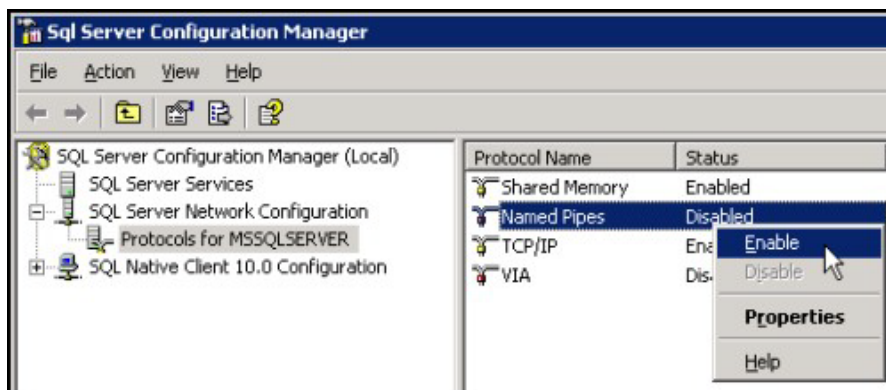 Sql Server Configuration Manager
File Action View Help
SQL Server Configuration Manager (Local)
SQL Server Services
SQL Server Network Configuration
Protocols for MSSQLSERVER
SQL Native Client 10.0 Configuration
Protocol Name Status
Shared Memory Enabled
Named Pipes Disabled
TCP/IP Ena
VIA Dis
Enable
Disable
Properties
Help